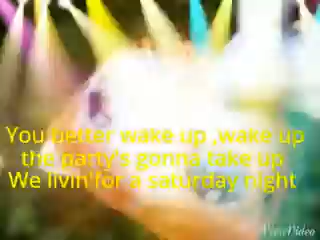 You better wake up ,wake up
the party's gonna take up
We livin'for a saturday night
VivaVideo